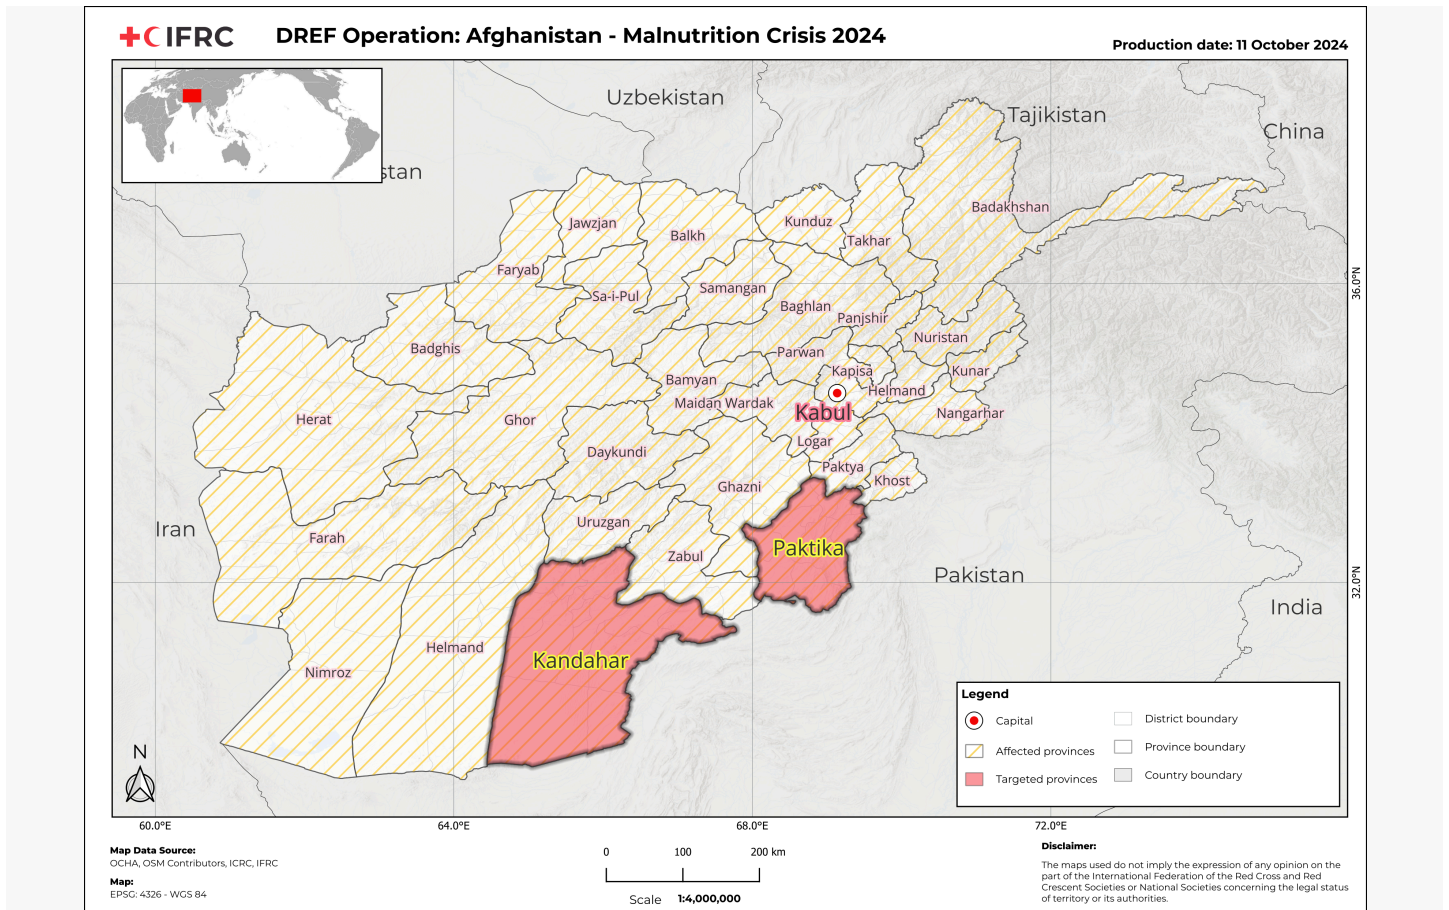 IFRC
DREF Operation: Afghanistan - Malnutrition Crisis 2024
Production date: 11 October 2024
Uzbekistan
Tajikistan
China
stan
Badakhshan
Jawzjan
Balkh
Kunduz
Takhar
Faryab
Sa-i-Pul
Samangan
Baghlan
Panjshir
36.0°N
Nuristan
Badghis
Parwan
Kapisa
Kunar
Bamyan
Helmand
Maidan Wardak
Kabul
Nangarhar
Herat
Ghor
Logar
Daykundi
Paktya
Khost
Ghazni
Iran
Farah
Uruzgan
Zabul
Paktika
Pakistan
32.0°N
India
Helmand
Kandahar
Nimroz
Legend
Capital
District boundary
Affected provinces
Province boundary
Targeted provinces
Country boundary
N
60.0°E
64.0°E
68.0°E
72.0°E
Map Data Source:
OCHA, OSM Contributors, ICRC, IFRC
Map:
EPSG: 4326 - WGS 84
0 100 200 km
Scale 1:4,000,000
Disclaimer:
The maps used do not imply the expression of any opinion on the
part of the International Federation of the Red Cross and Red
Crescent Societies or National Societies concerning the legal status
of territory or its authorities.